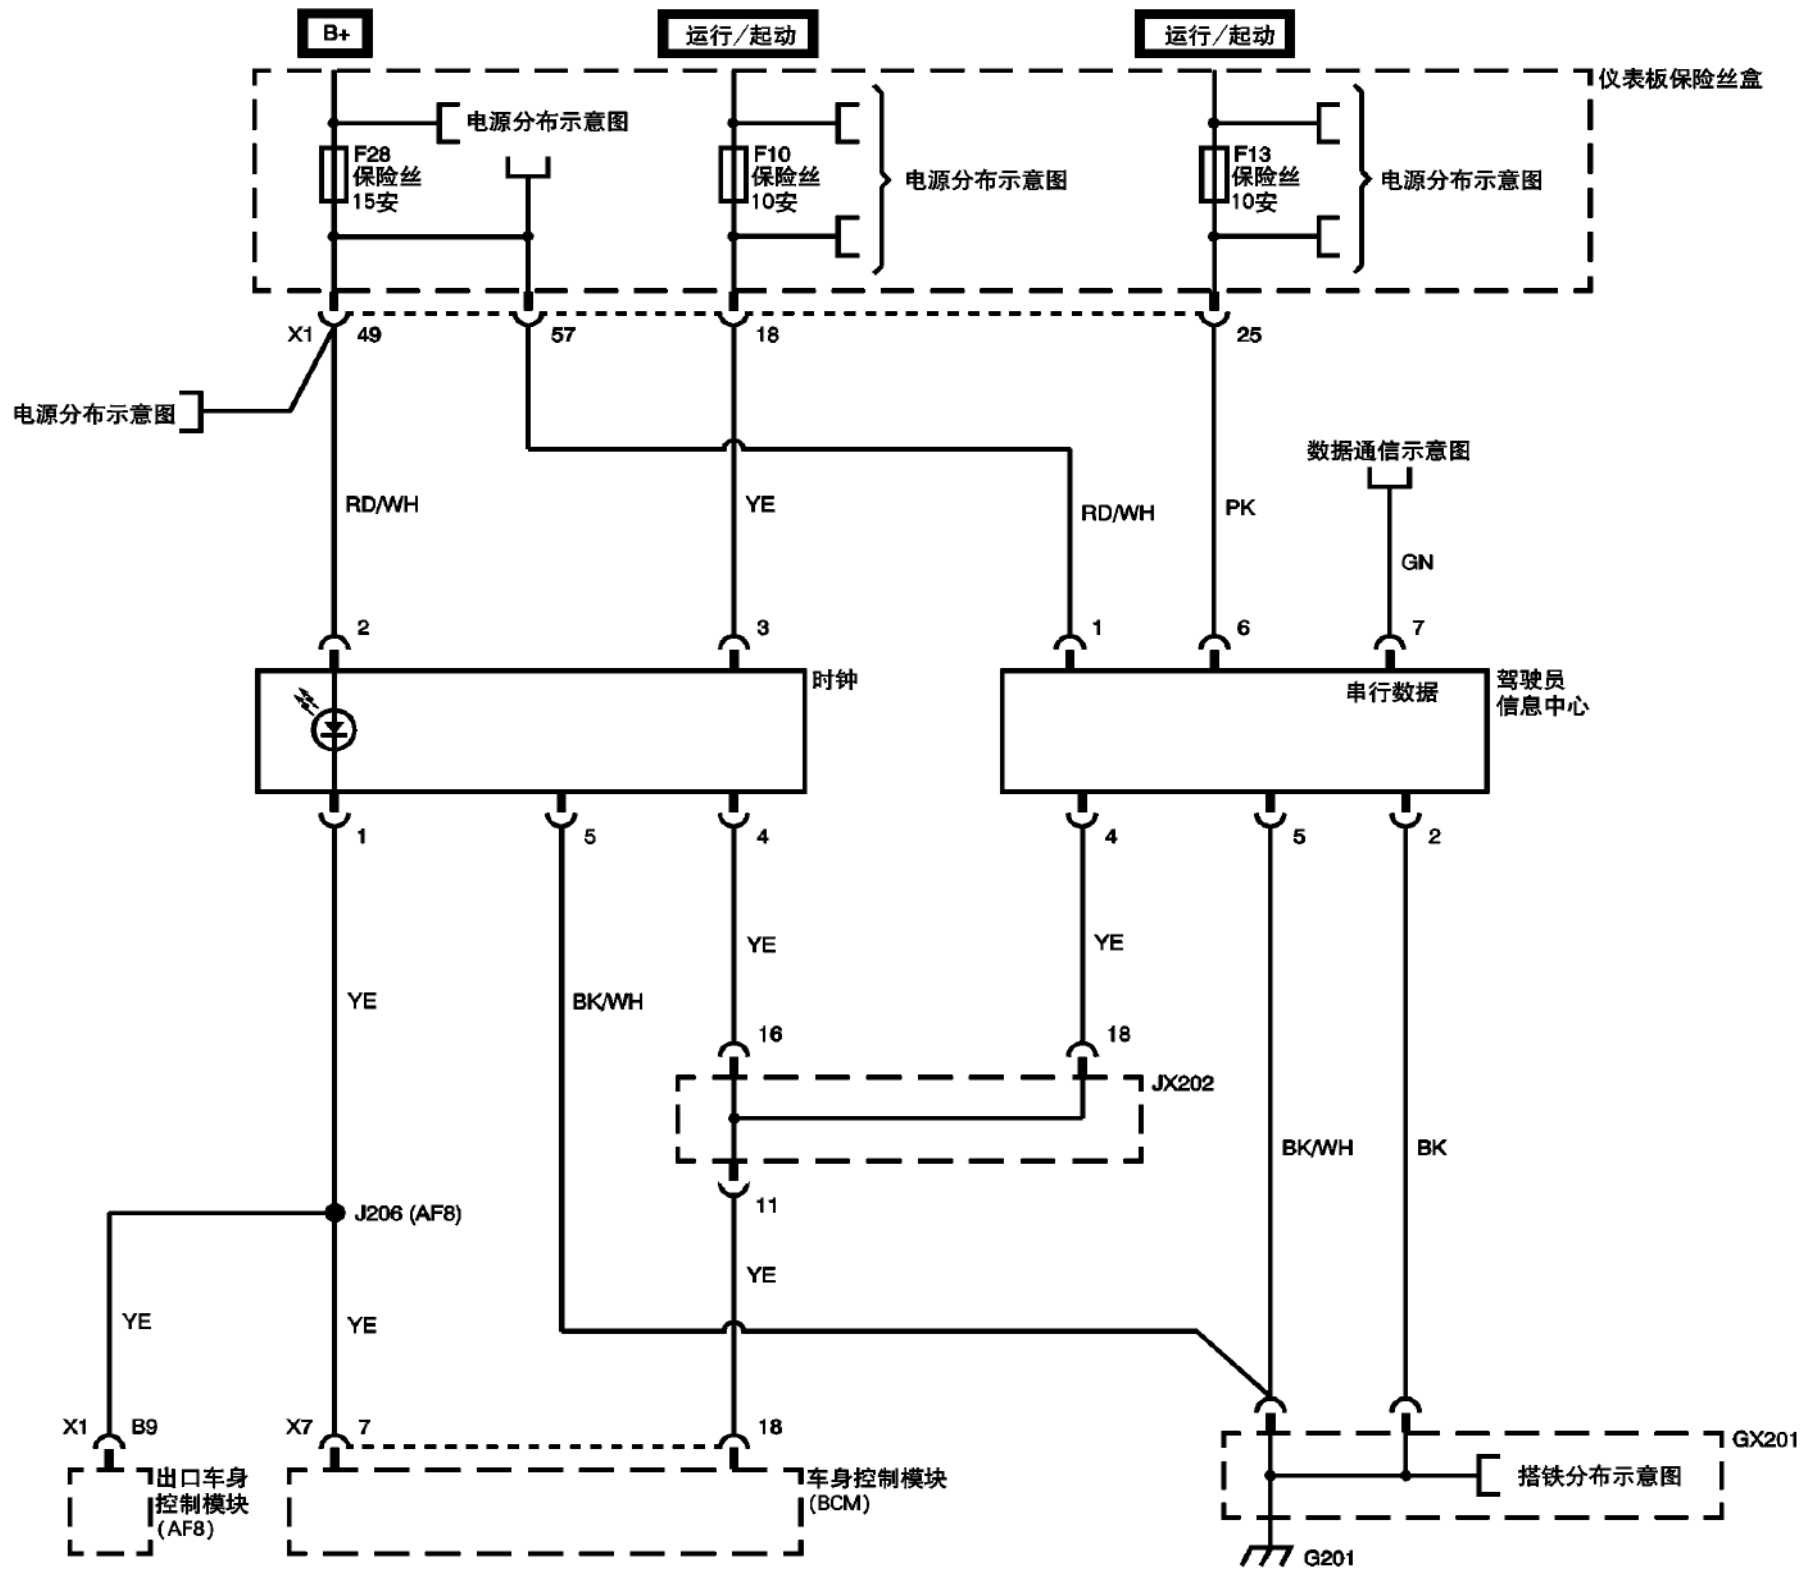 B+
运行/起动
运行/起动
仪表板保险丝盒
电源分布示意图
F28
保险丝
15安
F10
保险丝
10安
电源分布示意图
F13
保险丝
10安
电源分布示意图
X1
49
57
18
25
电源分布示意图
数据通信示意图
RD/WH
YE
RD/WH
PK
GN
2
3
1
6
7
时钟
串行数据
驾驶员
信息中心
1
5
4
4
5
2
YE
YE
YE
BK/WH
16
18
JX202
BK/WH
BK
11
J206 (AF8)
YE
YE
YE
X1
B9
X7
7
18
出口车身
控制模块
(AF8)
车身控制模块
(BCM)
GX201
搭铁分布示意图
G201